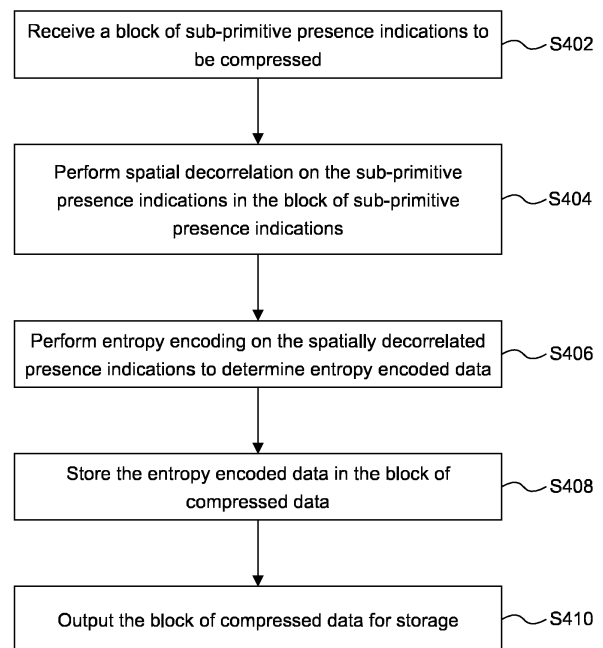 Receive a block of sub-primitive presence indications to
be compressed
S402
Perform spatial decorrelation on the sub-primitive
presence indications in the block of sub-primitive
presence indications
S404
Perform entropy encoding on the spatially decorrelated
presence indications to determine entropy encoded data
S406
Store the entropy encoded data in the block of
compressed data
S408
Output the block of compressed data for storage
S410